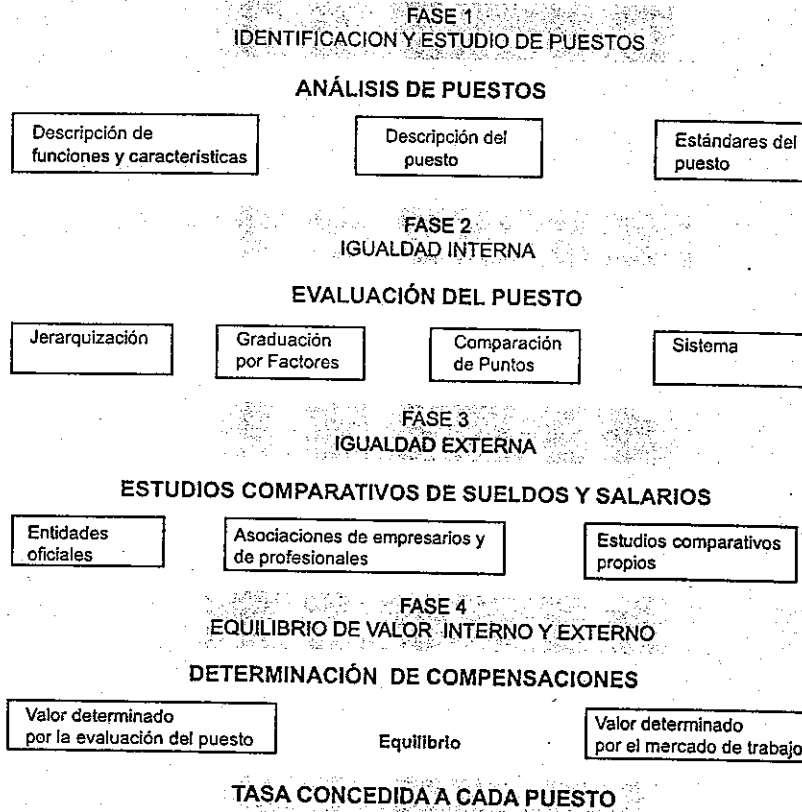 FASE 1
IDENTIFICACION Y ESTUDIO DE PUESTOS
ANÁLISIS DE PUESTOS
Descripción de
funciones y características
Descripción del
puesto
Estándares del
puesto
FASE 2
IGUALDAD INTERNA
EVALUACIÓN DEL PUESTO
Jerarquización
Graduación
por Factores
Comparación
de Puntos
Sistema
FASE 3
IGUALDAD EXTERNA
ESTUDIOS COMPARATIVOS DE SUELDOS Y SALARIOS
Entidades
oficiales
Asociaciones de empresarios y
de profesionales
Estudios comparativos
propios
FASE 4
EQUILIBRIO DE VALOR INTERNO Y EXTERNO
DETERMINACIÓN DE COMPENSACIONES
Valor determinado
por la evaluación del puesto
Equilibrio
Valor determinado
por el mercado de trabajo
TASA CONCEDIDA A CADA PUESTO